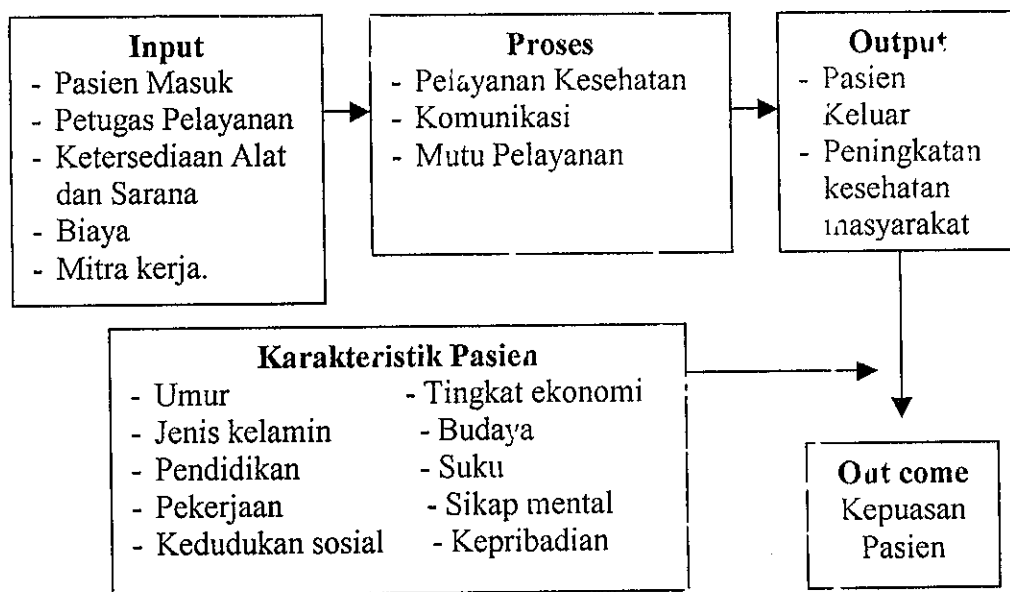 Input
- Pasien Masuk
- Petugas Pelayanan
- Ketersediaan Alat
dan Sarana
- Biaya
- Mitra kerja.
Proses
- Pelayanan Kesehatan
- Komunikasi
- Mutu Pelayanan
Output
- Pasien
Keluar
- Peningkatan
kesehatan
masyarakat
Karakteristik Pasien
- Umur - Tingkat ekonomi
- Jenis kelamin - Budaya
- Pendidikan - Suku
- Pekerjaan - Sikap mental
- Kedudukan sosial - Kepribadian
Out come
Kepuasan
Pasien